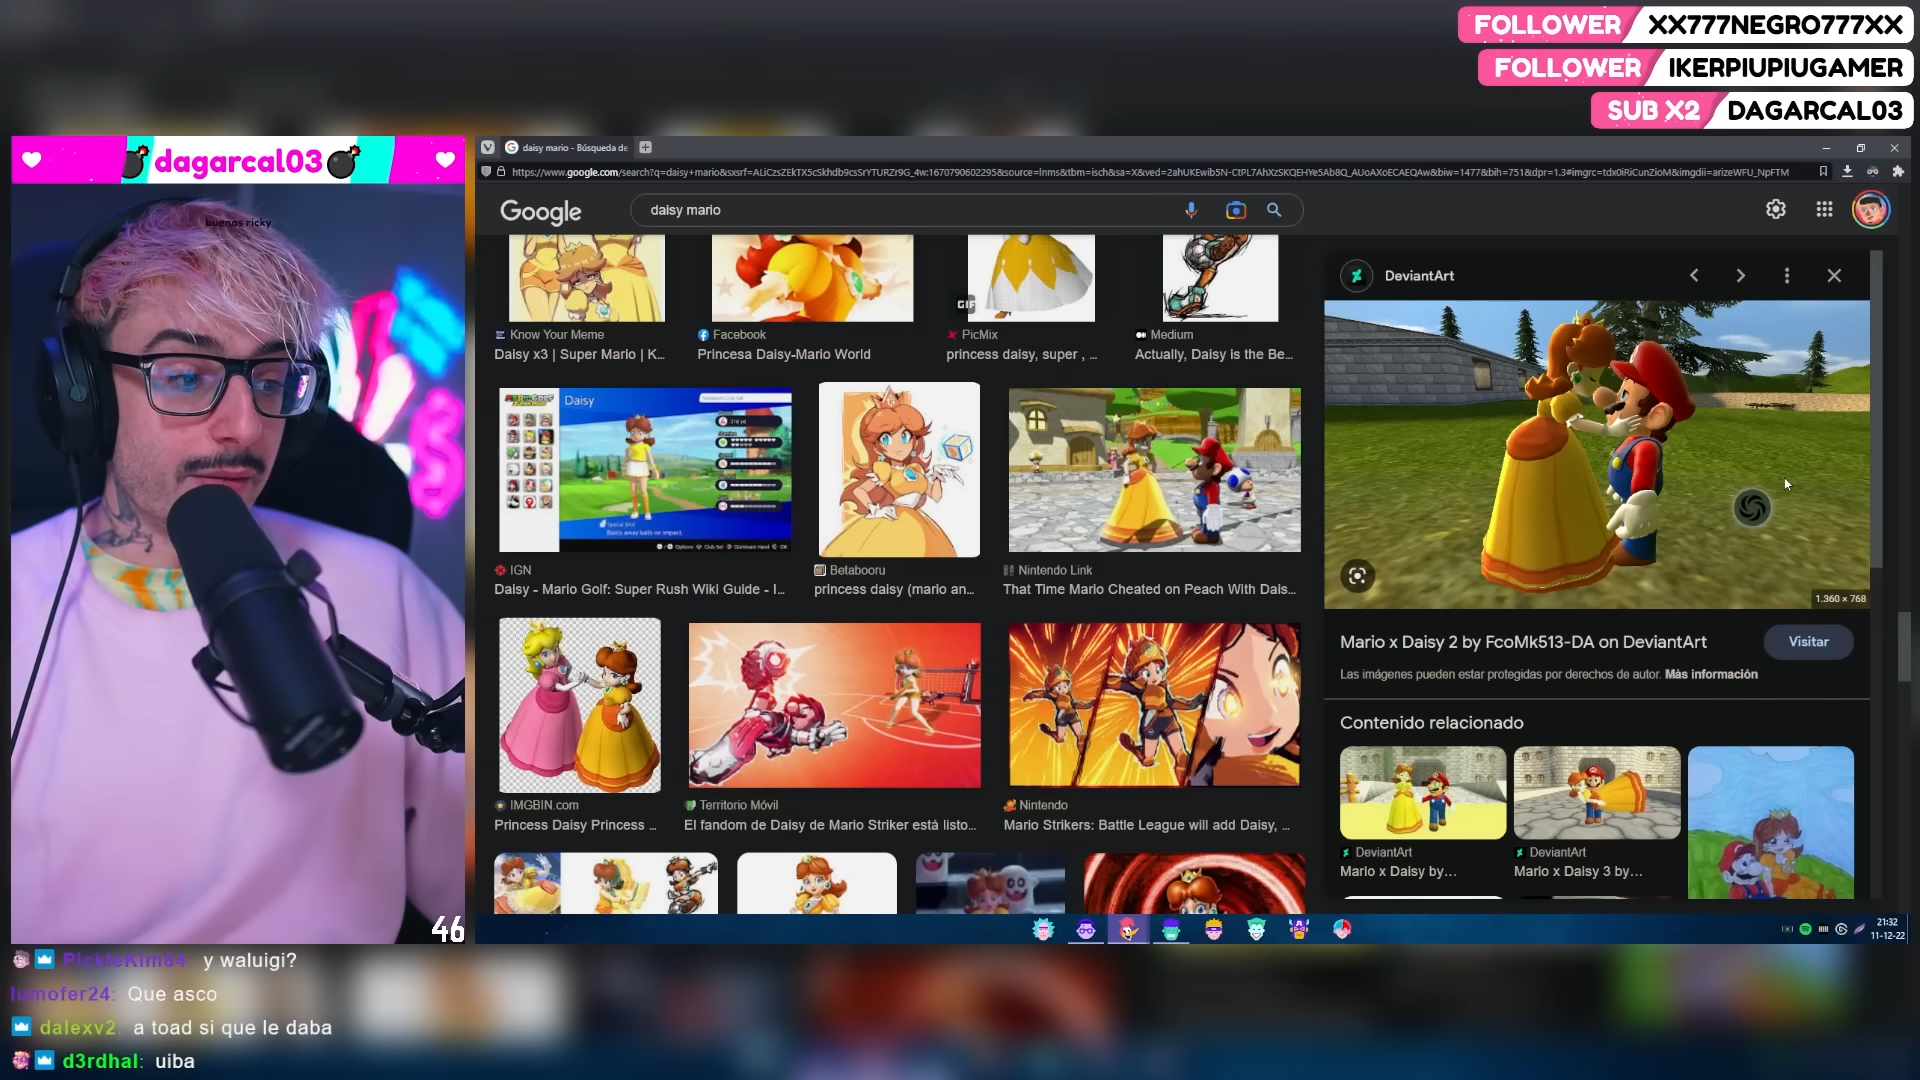 FOLLOWER XX777NEGRO777XX
FOLLOWER IKERPIUPIUGAMER
SUB X2 DAGARCAL03
dagarcal03
buenas ricky
46
daisy mario - Búsqueda de
Google
daisy mario
GIF
Know Your Meme
Daisy x3 | Super Mario | K...
Facebook
Princesa Daisy-Mario World
PicMix
princess daisy, super , ...
Medium
Actually, Daisy is the Be...
Daisy
IGN
Daisy - Mario Golf: Super Rush Wiki Guide - I...
Betabooru
princess daisy (mario an...
Nintendo Link
That Time Mario Cheated on Peach With Dais...
IMGBIN.com
Princess Daisy Princess ...
Territorio Móvil
El fandom de Daisy de Mario Striker está listo...
Nintendo
Mario Strikers: Battle League will add Daisy, ...
DeviantArt
1.360 × 768
Mario x Daisy 2 by FcoMk513-DA on DeviantArt
Visitar
Las imágenes pueden estar protegidas por derechos de autor. Más información
Contenido relacionado
DeviantArt
Mario x Daisy by...
DeviantArt
Mario x Daisy 3 by...
21:32
11-12-22
PickleKim84: y waluigi?
lumofer24: Que asco
dalexv2: a toad si que le daba
d3rdhal: uiba